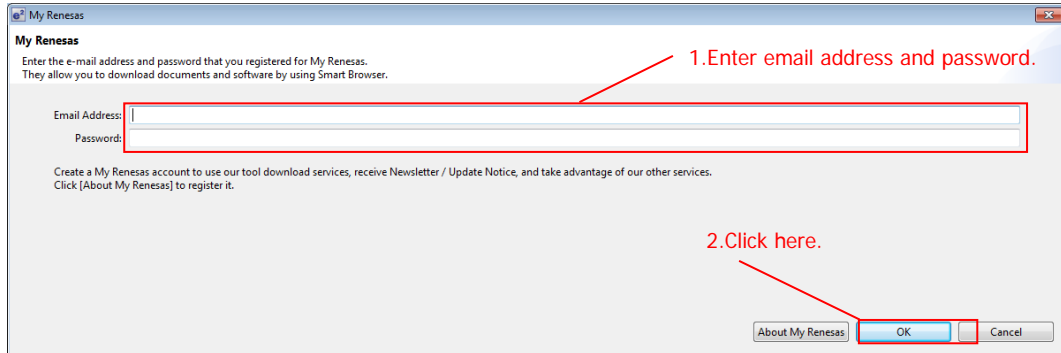 e² My Renesas
My Renesas
Enter the e-mail address and password that you registered for My Renesas.
They allow you to download documents and software by using Smart Browser.
1.Enter email address and password.
Email Address:
Password:
Create a My Renesas account to use our tool download services, receive Newsletter / Update Notice, and take advantage of our other services.
Click [About My Renesas] to register it.
2.Click here.
About My Renesas OK Cancel